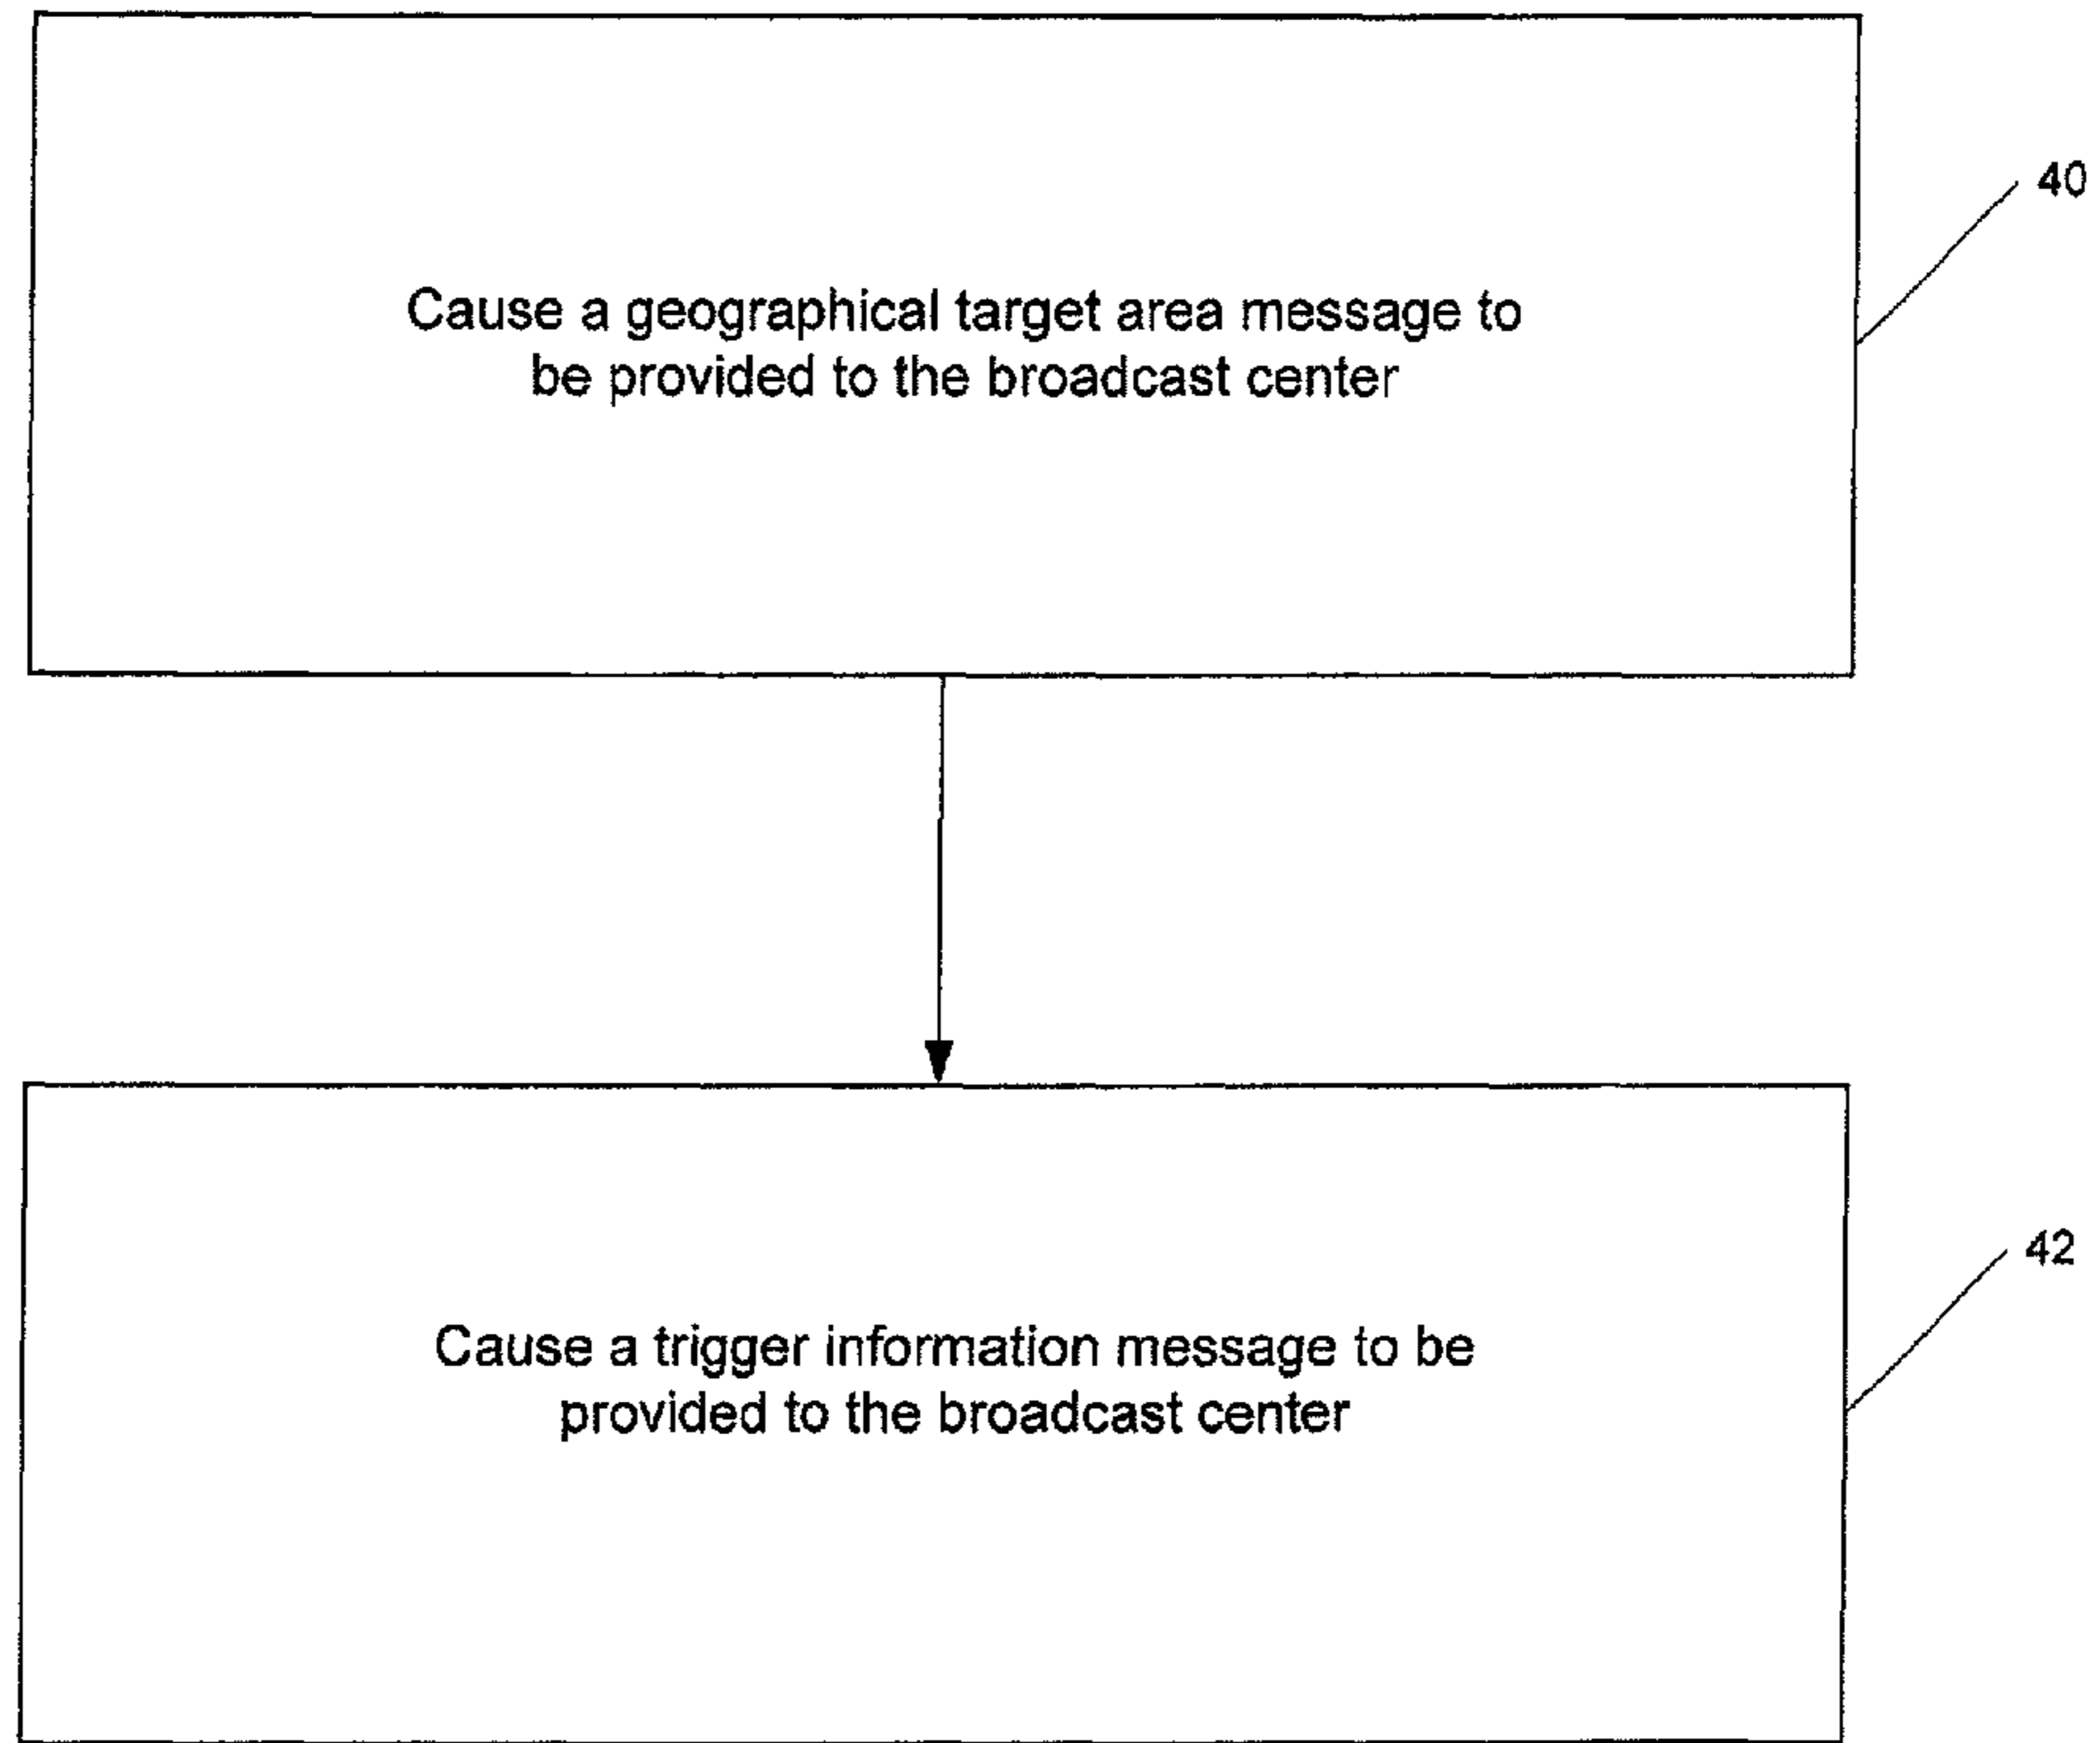 40
Cause a geographical target area message to
be provided to the broadcast center
42
Cause a trigger information message to be
provided to the broadcast center